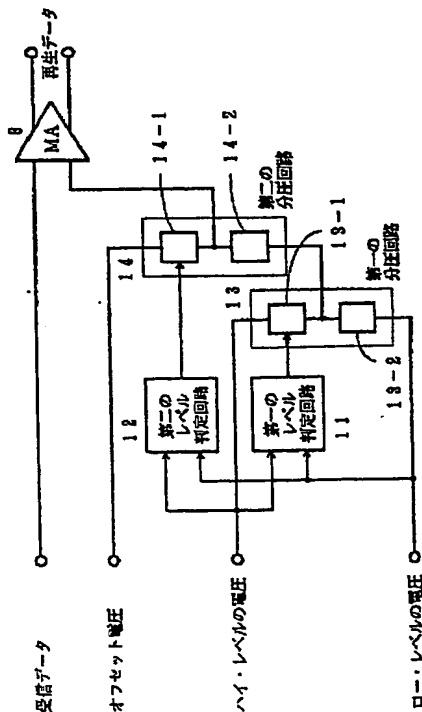 受信データ
オフセット電圧
ハイ・レベルの電圧
ロー・レベルの電圧
12
第二の
レベル
判定回路
第一の
レベル
判定回路
11
14
14-1
14-2
第二の
分圧回路
13
13-1
第一の
分圧回路
13-2
8
MA
再生データ